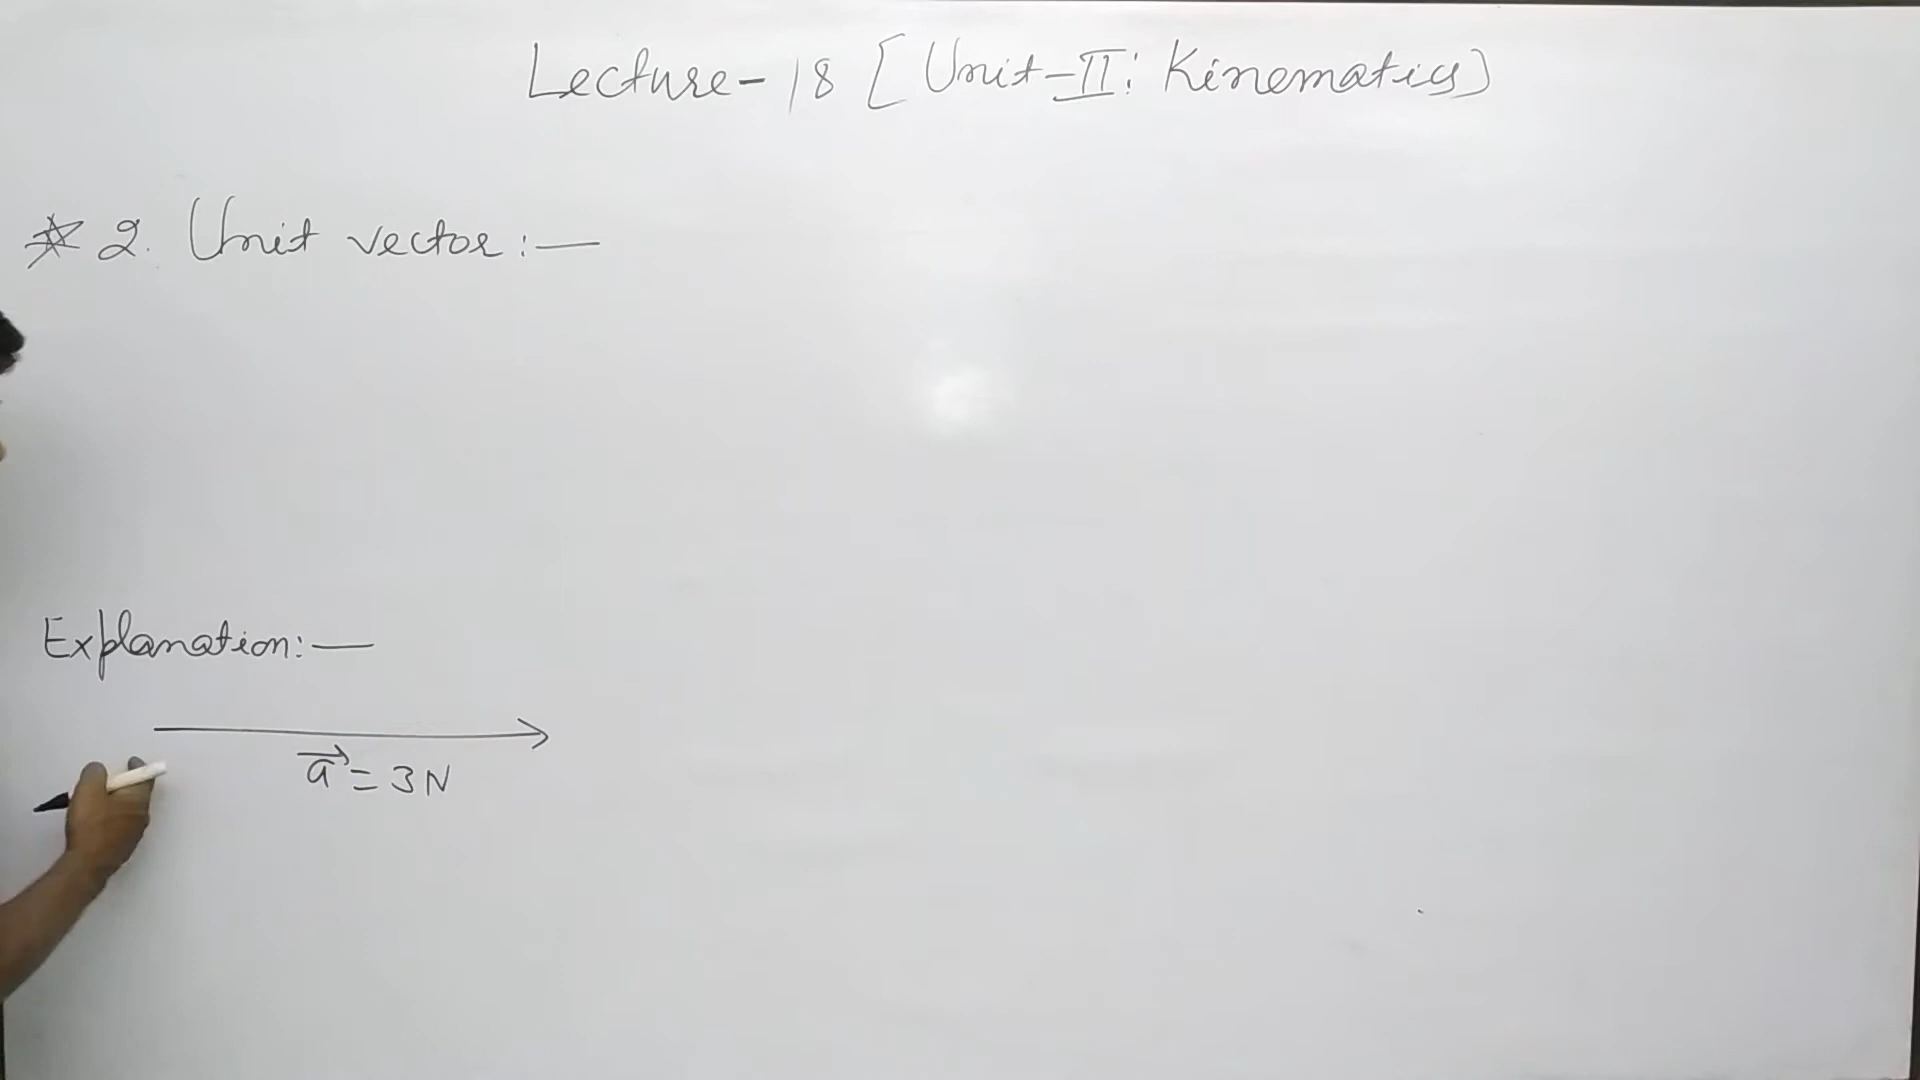 Lecture-18 [Unit-II: Kinematics]
* 2. Unit vector:—
Explanation:—
a⃗ = 3N